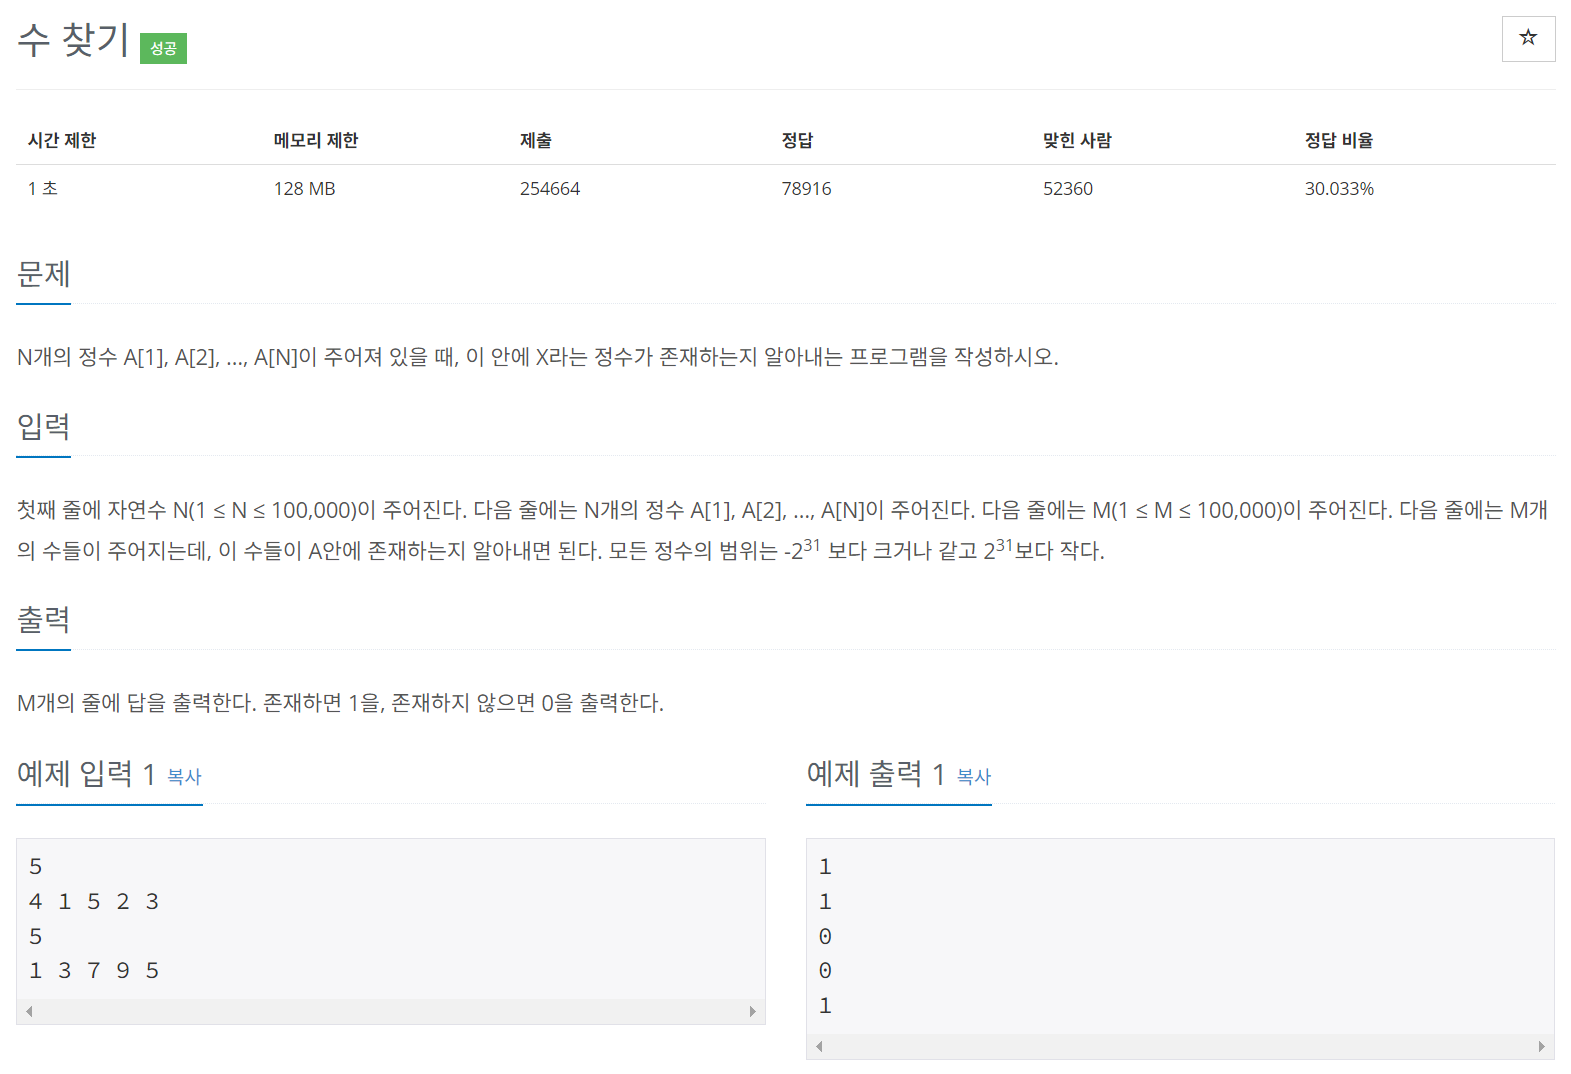 수 찾기 성공
☆
시간 제한 메모리 제한 제출 정답 맞힌 사람 정답 비율
1 초 128 MB 254664 78916 52360 30.033%
문제
N개의 정수 A[1], A[2], …, A[N]이 주어져 있을 때, 이 안에 X라는 정수가 존재하는지 알아내는 프로그램을 작성하시오.
입력
첫째 줄에 자연수 N(1 ≤ N ≤ 100,000)이 주어진다. 다음 줄에는 N개의 정수 A[1], A[2], …, A[N]이 주어진다. 다음 줄에는 M(1 ≤ M ≤ 100,000)이 주어진다. 다음 줄에는 M개
의 수들이 주어지는데, 이 수들이 A안에 존재하는지 알아내면 된다. 모든 정수의 범위는 -2³¹ 보다 크거나 같고 2³¹보다 작다.
출력
M개의 줄에 답을 출력한다. 존재하면 1을, 존재하지 않으면 0을 출력한다.
예제 입력 1 복사
5
4 1 5 2 3
5
1 3 7 9 5
예제 출력 1 복사
1
1
0
0
1